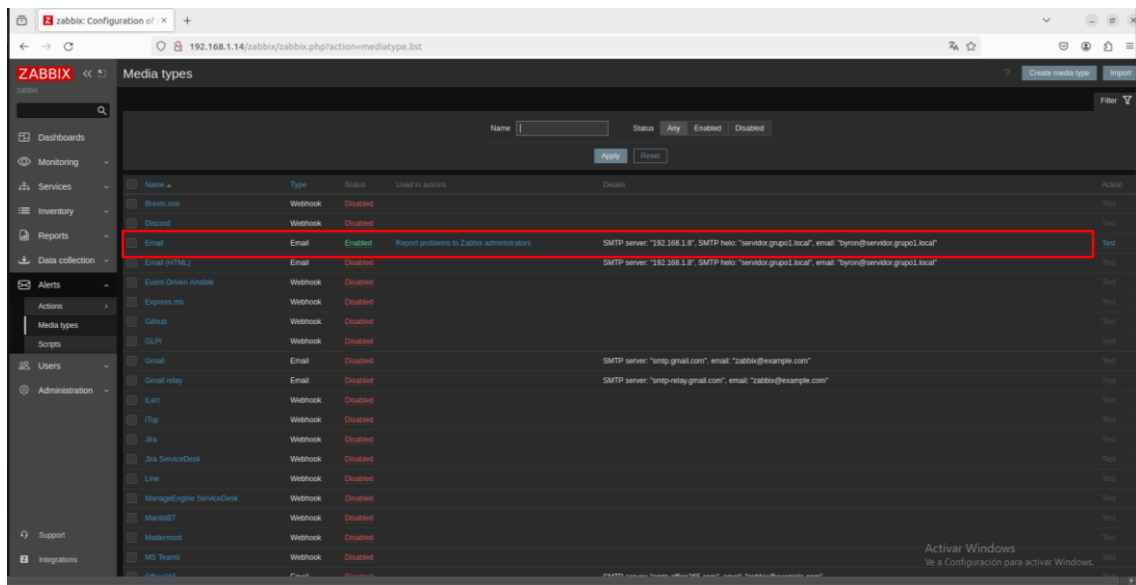 zabbix: Configuration of
192.168.1.14/zabbix/zabbix.php?action=mediatype.list
ZABBIX
zabbix
Media types
?
Create media type
Import
Filter
Name
Status Any Enabled Disabled
Apply Reset
Dashboards
Monitoring
Services
Inventory
Reports
Data collection
Alerts
Actions
Media types
Scripts
Users
Administration
Support
Integrations
Name Type Status Used in actions Details Action
Brevis.one Webhook Disabled Test
Discord Webhook Disabled Test
Email Email Enabled Report problems to Zabbix administrators SMTP server: "192.168.1.8", SMTP helo: "servidor.grupo1.local", email: "byron@servidor.grupo1.local" Test
Email (HTML) Email Disabled SMTP server: "192.168.1.8", SMTP helo: "servidor.grupo1.local", email: "byron@servidor.grupo1.local" Test
Event-Driven Ansible Webhook Disabled Test
Express.ms Webhook Disabled Test
Github Webhook Disabled Test
GLPi Webhook Disabled Test
Gmail Email Disabled SMTP server: "smtp.gmail.com", email: "zabbix@example.com" Test
Gmail relay Email Disabled SMTP server: "smtp-relay.gmail.com", email: "zabbix@example.com" Test
iLert Webhook Disabled Test
iTop Webhook Disabled Test
Jira Webhook Disabled Test
Jira ServiceDesk Webhook Disabled Test
Line Webhook Disabled Test
ManageEngine ServiceDesk Webhook Disabled Test
MantisBT Webhook Disabled Test
Mattermost Webhook Disabled Test
MS Teams Webhook Disabled Test
Activar Windows
Ve a Configuración para activar Windows.